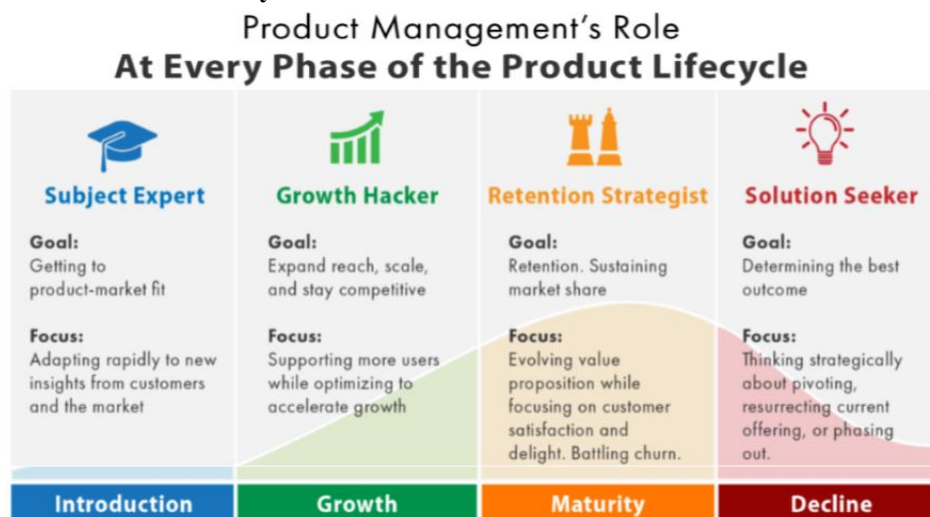 Product Management's Role
At Every Phase of the Product Lifecycle
Subject Expert
Goal:
Getting to
product-market fit
Focus:
Adapting rapidly to new
insights from customers
and the market
Introduction
Growth Hacker
Goal:
Expand reach, scale,
and stay competitive
Focus:
Supporting more users
while optimizing to
accelerate growth
Growth
Retention Strategist
Goal:
Retention. Sustaining
market share
Focus:
Evolving value
proposition while
focusing on customer
satisfaction and
delight. Battling churn.
Maturity
Solution Seeker
Goal:
Determining the best
outcome
Focus:
Thinking strategically
about pivoting,
resurrecting current
offering, or phasing
out.
Decline